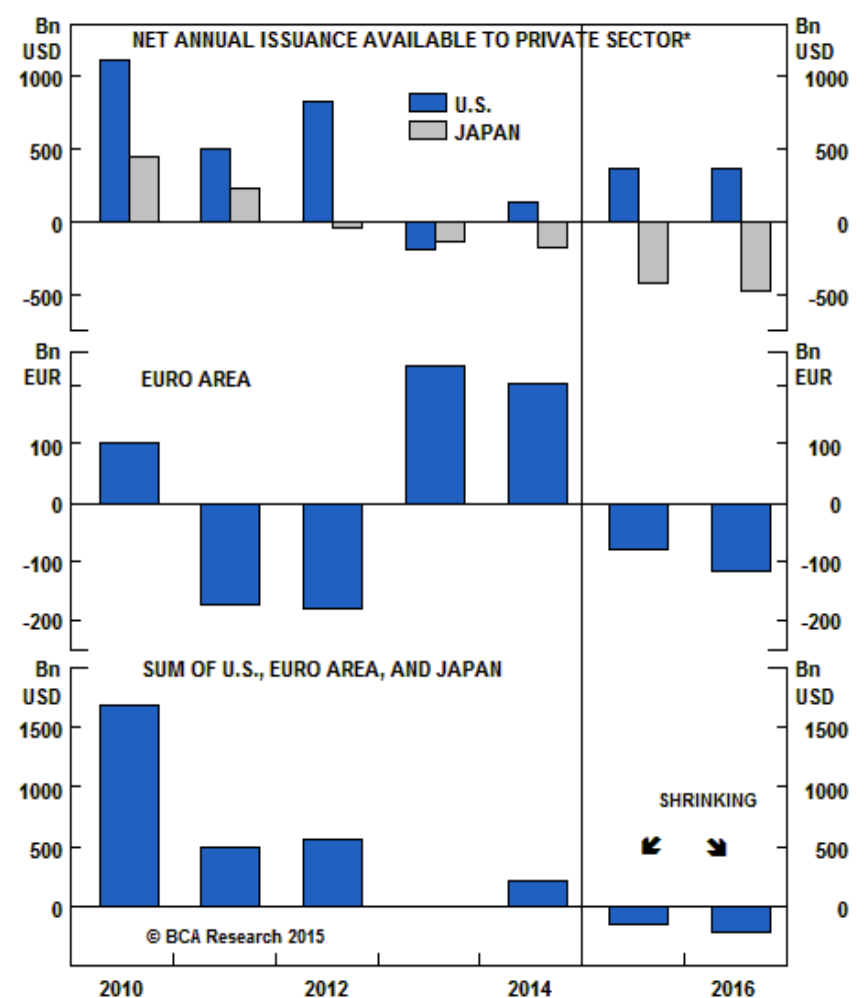 Bn
USD
NET ANNUAL ISSUANCE AVAILABLE TO PRIVATE SECTOR*
Bn
USD
1000
1000
U.S.
JAPAN
500
500
0
0
-500
-500
Bn
EUR
EURO AREA
Bn
EUR
100
100
0
0
-100
-100
-200
-200
Bn
USD
SUM OF U.S., EURO AREA, AND JAPAN
Bn
USD
1500
1500
1000
1000
SHRINKING
500
500
0
0
© BCA Research 2015
2010
2012
2014
2016